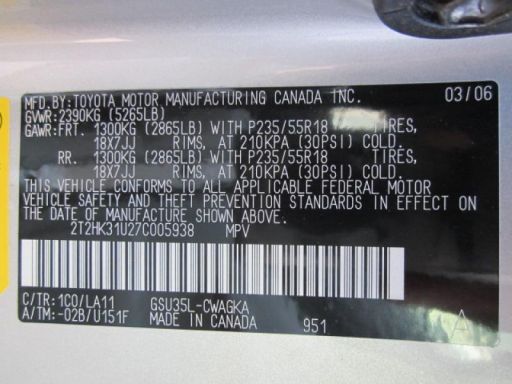 MFD.BY:TOYOTA MOTOR MANUFACTURING CANADA INC. 03/06
GVWR:2390KG (5265LB)
GAWR:FRT. 1300KG (2865LB) WITH P235/55R18 TIRES,
18X7JJ RIMS, AT 210KPA (30PSI) COLD.
RR. 1300KG (2865LB) WITH P235/55R18 TIRES,
18X7JJ RIMS, AT 210KPA (30PSI) COLD.
THIS VEHICLE CONFORMS TO ALL APPLICABLE FEDERAL MOTOR
VEHICLE SAFETY AND THEFT PREVENTION STANDARDS IN EFFECT ON
THE DATE OF MANUFACTURE SHOWN ABOVE.
2T2HK31U27C005938 MPV
C/TR:1C0/LA11 GSU35L-CWAGKA
A/TM:-02B/U151F MADE IN CANADA 951 A